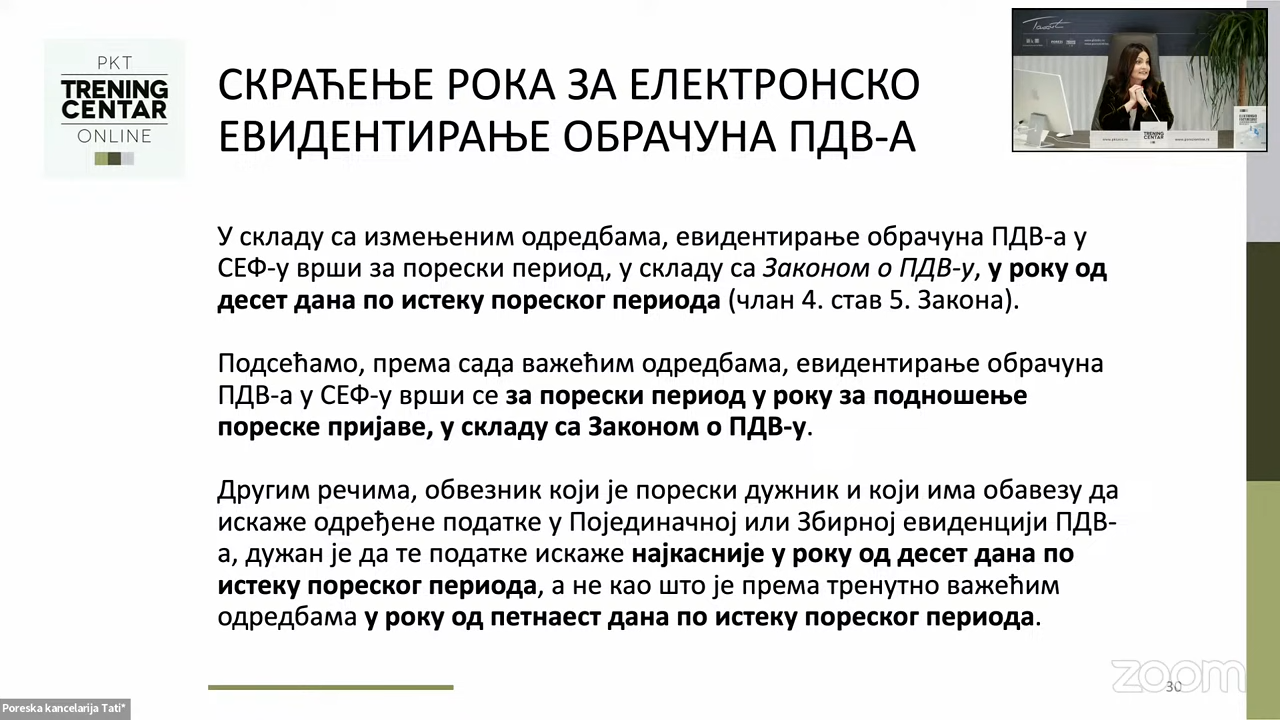 PKT
TRENING
CENTAR
ONLINE
СКРАЋЕЊЕ РОКА ЗА ЕЛЕКТРОНСКО
ЕВИДЕНТИРАЊЕ ОБРАЧУНА ПДВ-А
У складу са измењеним одредбама, евидентирање обрачуна ПДВ-а у
СЕФ-у врши за порески период, у складу са Законом о ПДВ-у, у року од
десет дана по истеку пореског периода (члан 4. став 5. Закона).
Подсећамо, према сада важећим одредбама, евидентирање обрачуна
ПДВ-а у СЕФ-у врши се за порески период у року за подношење
пореске пријаве, у складу са Законом о ПДВ-у.
Другим речима, обвезник који је порески дужник и који има обавезу да
искаже одређене податке у Појединачној или Збирној евиденцији ПДВ-
а, дужан је да те податке искаже најкасније у року од десет дана по
истеку пореског периода, а не као што је према тренутно важећим
одредбама у року од петнаест дана по истеку пореског периода.
TRENING
CENTAR
zoom
30
Poreska kancelarija Tati*